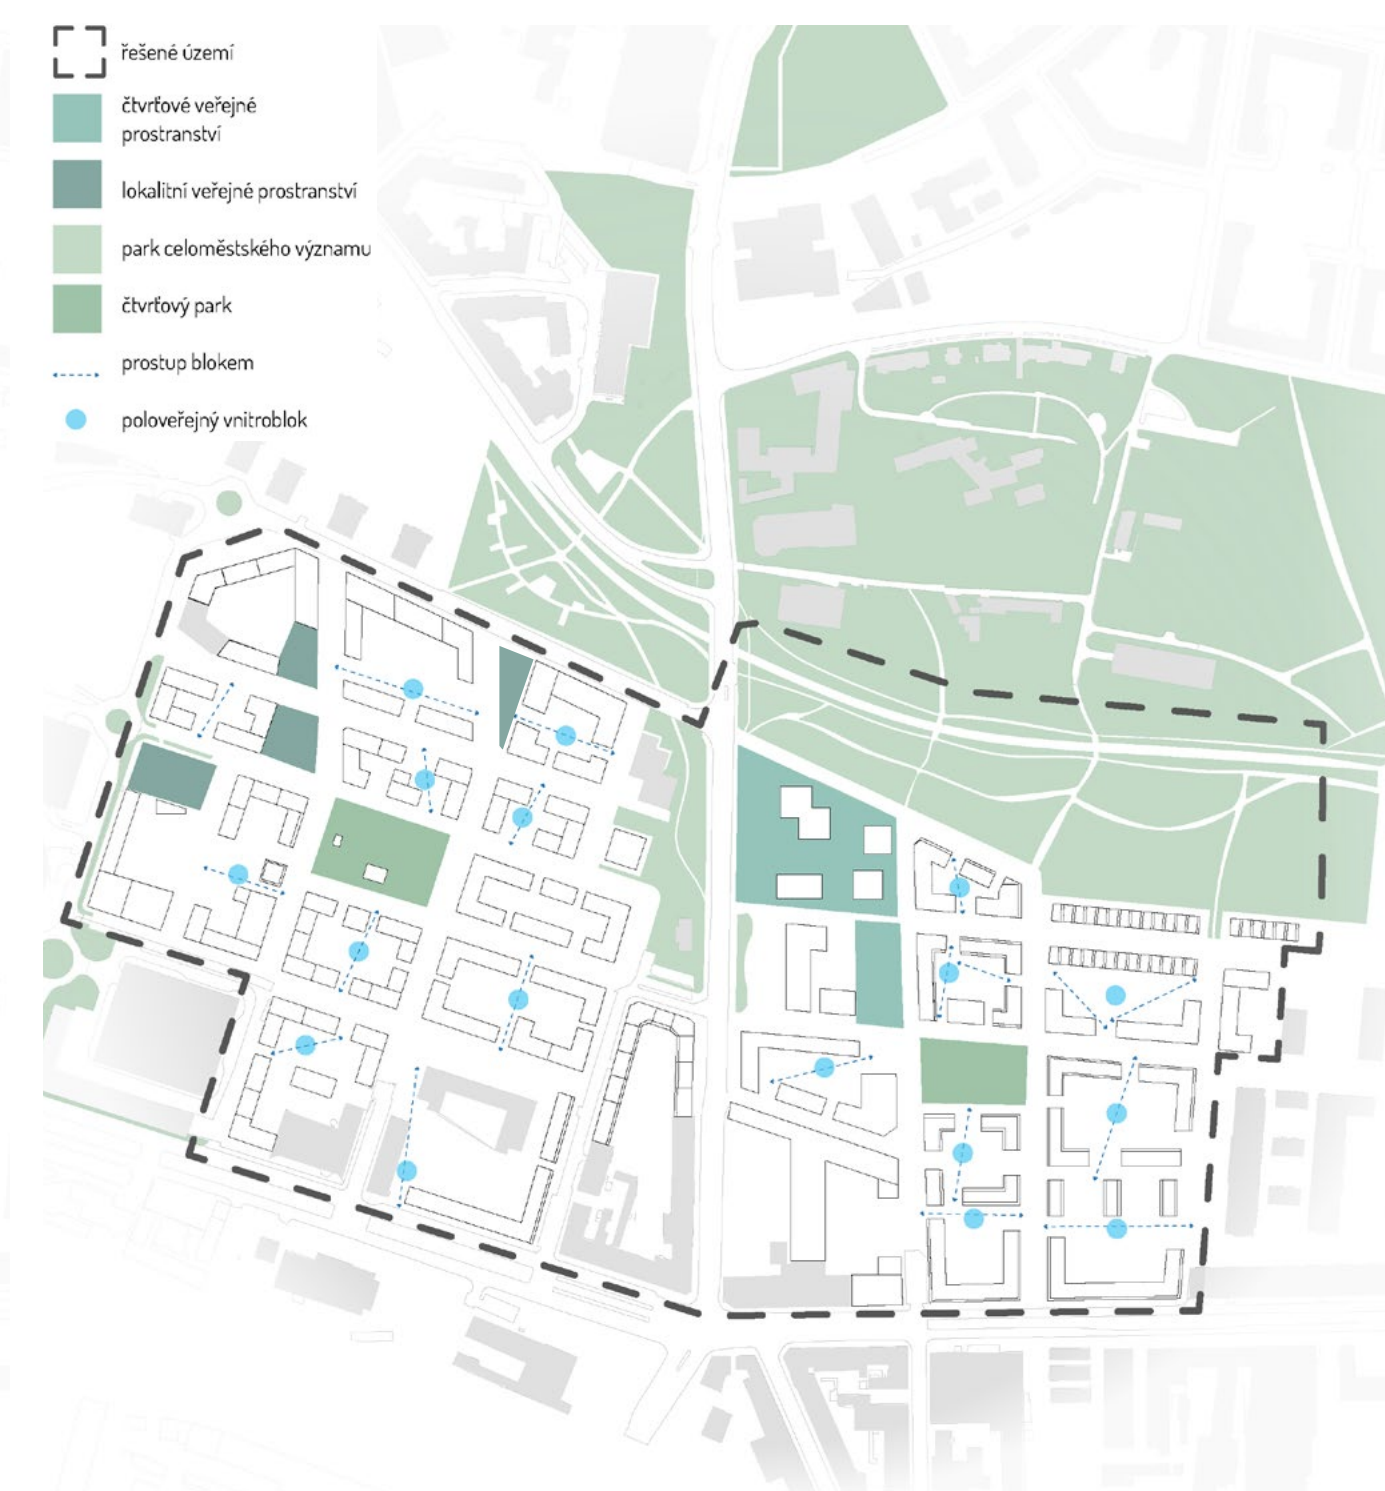 řešené území
čtvrťové veřejné
prostranství
lokalitní veřejné prostranství
park celoměstského významu
čtvrťový park
prostup blokem
poloveřejný vnitroblok